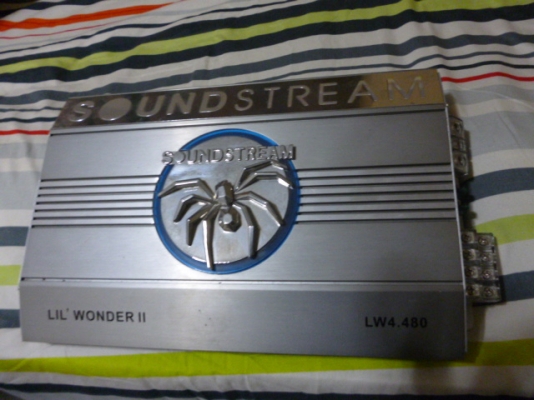 SOUNDSTREAM
SOUNDSTREAM
LIL' WONDER II
LW4.480